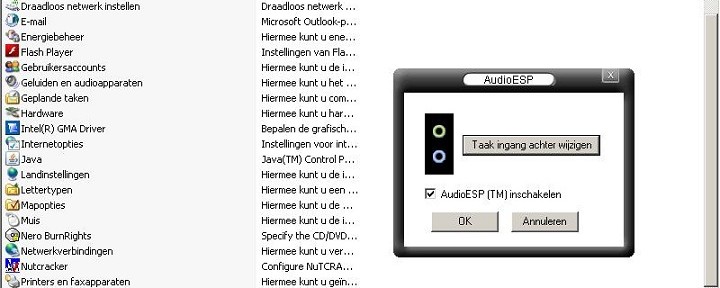 Draadloos netwerk instellen Draadloos netwerk ...
E-mail Microsoft Outlook-p...
Energiebeheer Hiermee kunt u ene...
Flash Player Instellingen van Fla...
Gebruikersaccounts Hiermee kunt u de i...
Geluiden en audioapparaten Hiermee kunt u het ...
Geplande taken Hiermee kunt u com...
Hardware Hiermee kunt u har...
Intel(R) GMA Driver Bepalen de grafisch...
Internetopties Instellingen voor int...
Java Java(TM) Control P...
Landinstellingen Hiermee kunt u de i...
Lettertypen Hiermee kunt u een ...
Mapopties Hiermee kunt u de ...
Muis Hiermee kunt u de i...
Nero BurnRights Specify the CD/DVD...
Netwerkverbindingen Hiermee kunt u ver...
Nutcracker Configure NuTCRA...
Printers en faxapparaten Hiermee kunt u geïn...
AudioESP
X
Taak ingang achter wijzigen
AudioESP (TM) inschakelen
OK Annuleren